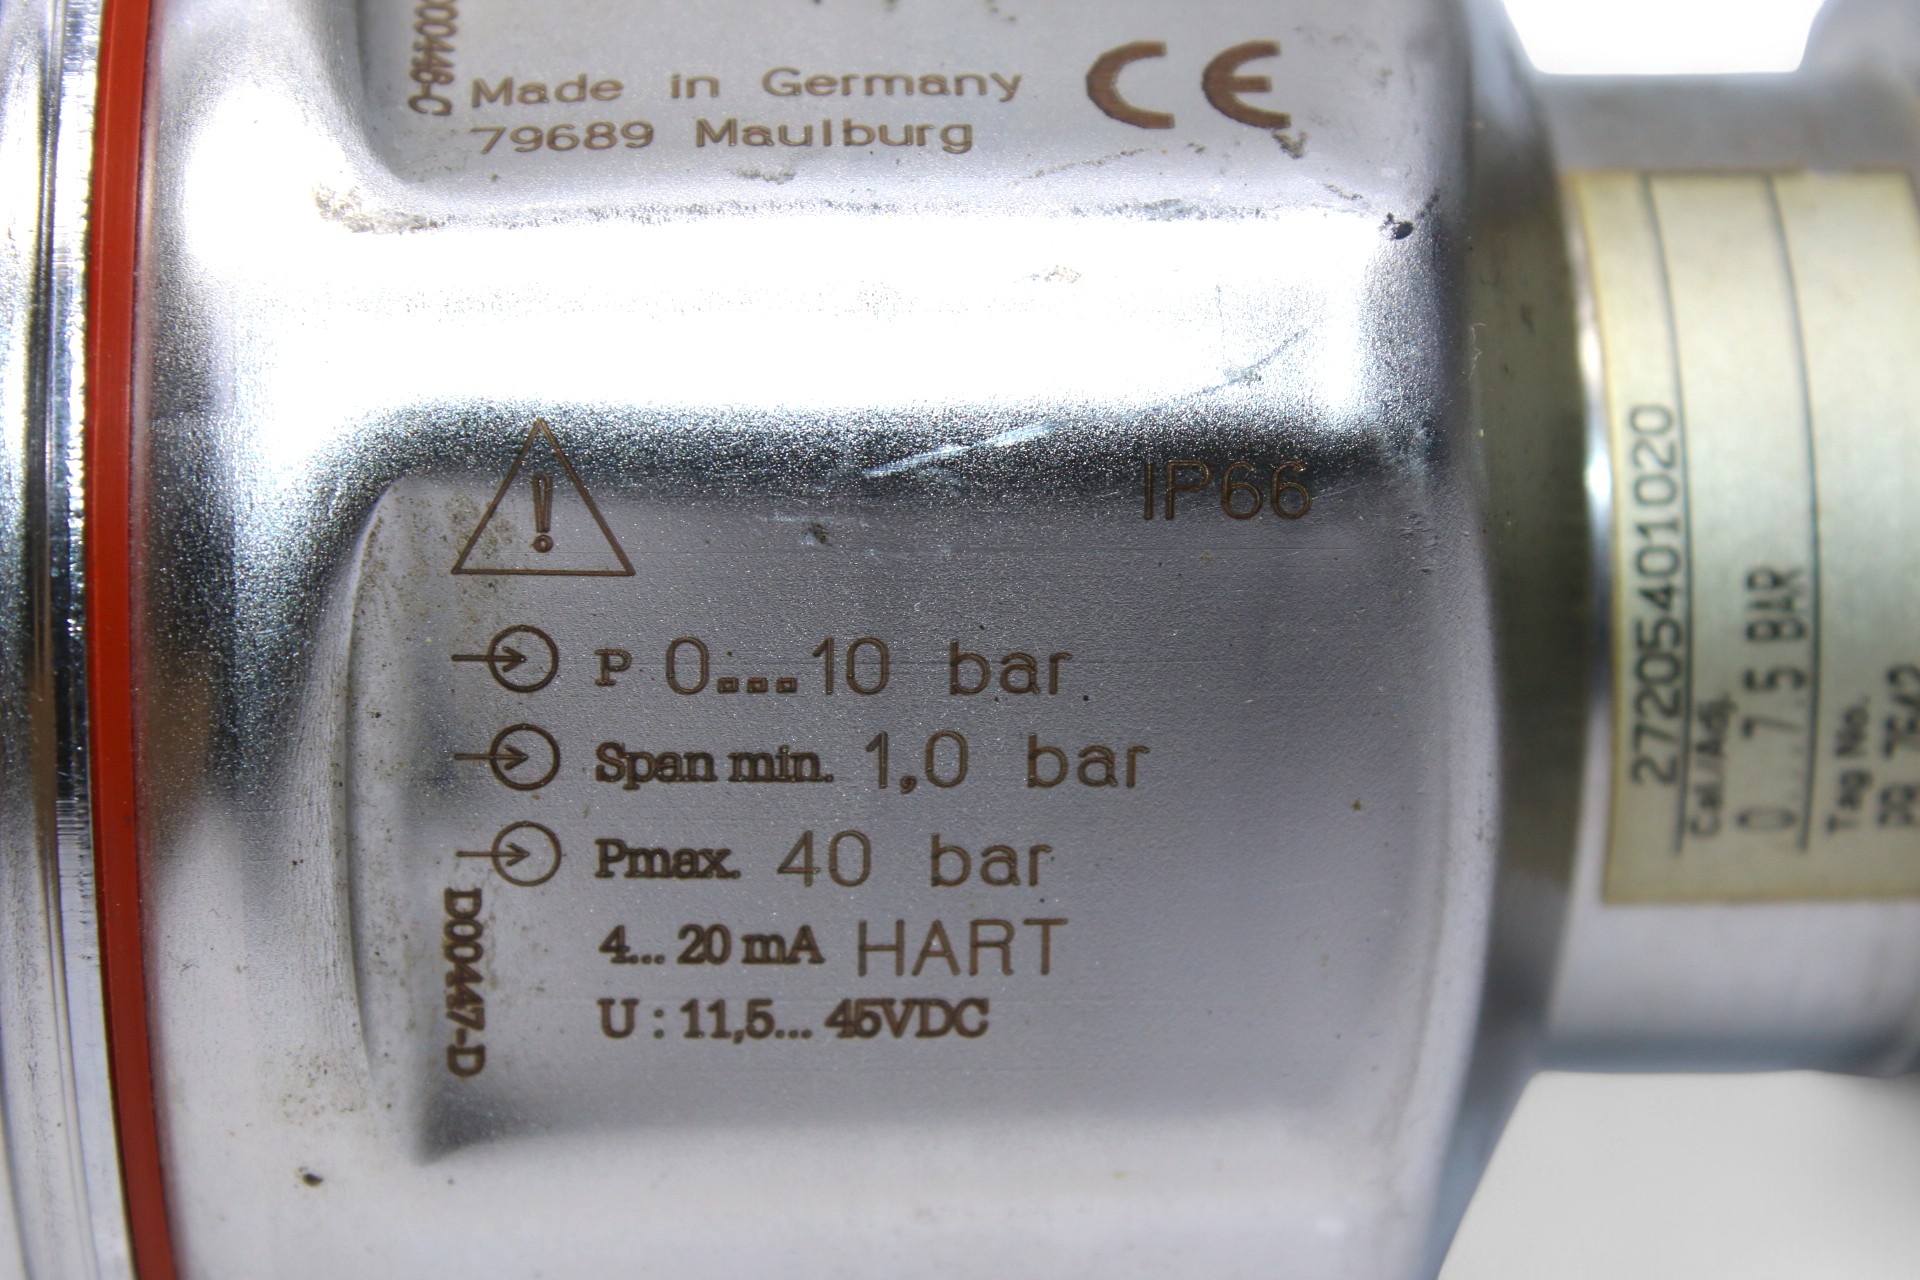 Made in Germany
79689 Maulburg
CE
IP66
P 0...10 bar
Span min. 1,0 bar
Pmax. 40 bar
4... 20 mA HART
U : 11,5... 45VDC
D00447-D
27205401020
Cal./Adj.
0...7.5 BAR
Tag No.